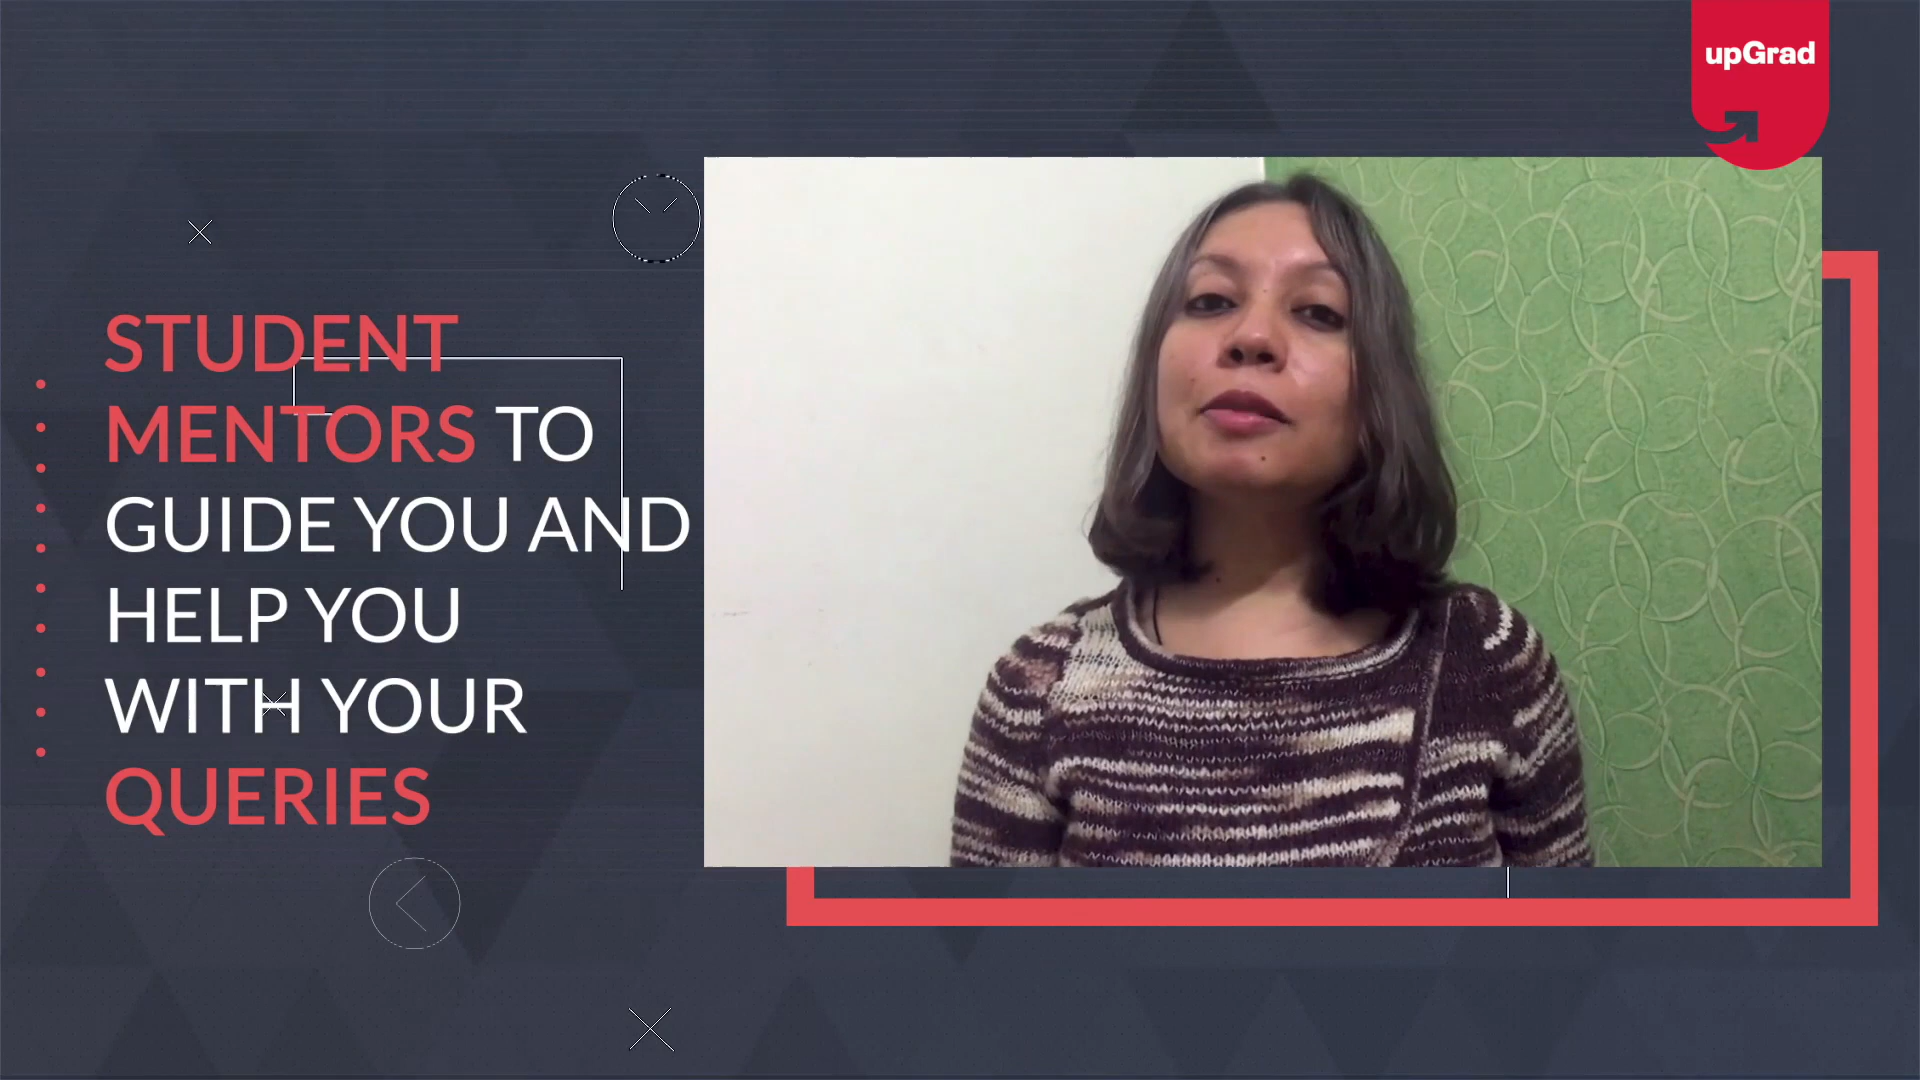 upGrad
STUDENT
MENTORS TO
GUIDE YOU AND
HELP YOU
WITH YOUR
QUERIES